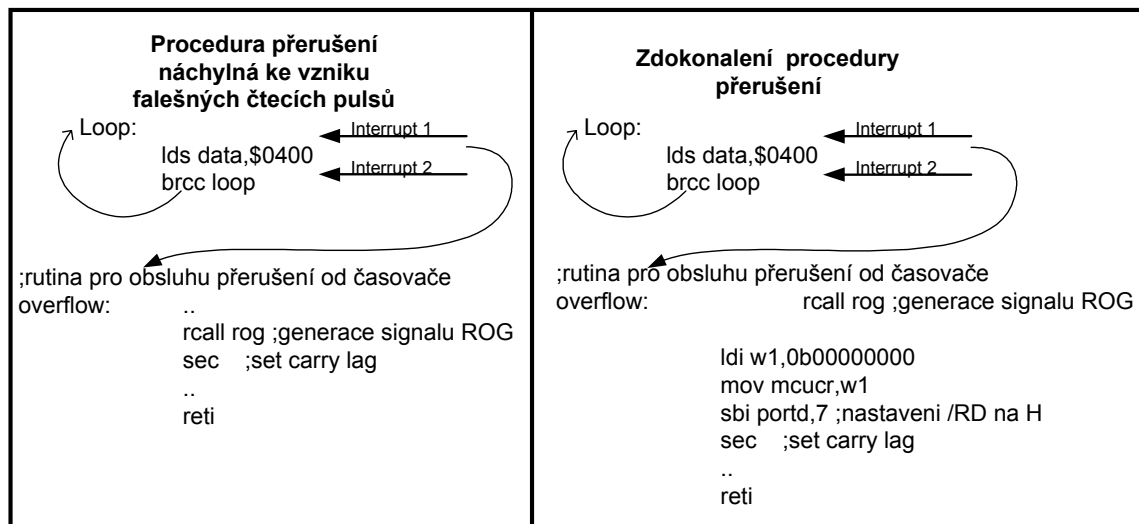 Procedura přerušení
náchylná ke vzniku
falešných čtecích pulsů
Loop:
Interrupt 1
lds data,$0400
Interrupt 2
brcc loop
;rutina pro obsluhu přerušení od časovače
overflow: ..
rcall rog ;generace signalu ROG
sec ;set carry lag
..
reti
Zdokonalení procedury
přerušení
Loop:
Interrupt 1
lds data,$0400
Interrupt 2
brcc loop
;rutina pro obsluhu přerušení od časovače
overflow: rcall rog ;generace signalu ROG
ldi w1,0b00000000
mov mcucr,w1
sbi portd,7 ;nastaveni /RD na H
sec ;set carry lag
..
reti